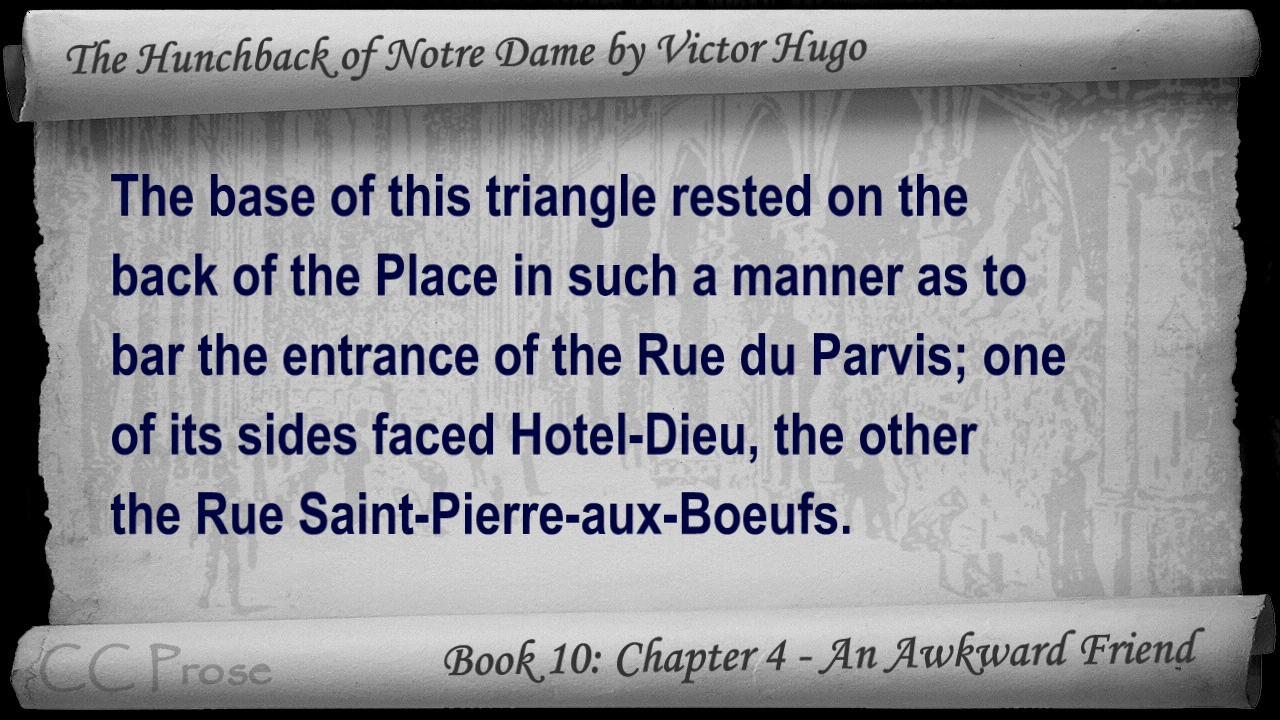 The Hunchback of Notre Dame by Victor Hugo
The base of this triangle rested on the
back of the Place in such a manner as to
bar the entrance of the Rue du Parvis; one
of its sides faced Hotel-Dieu, the other
the Rue Saint-Pierre-aux-Boeufs.
CC Prose
Book 10: Chapter 4 - An Awkward Friend